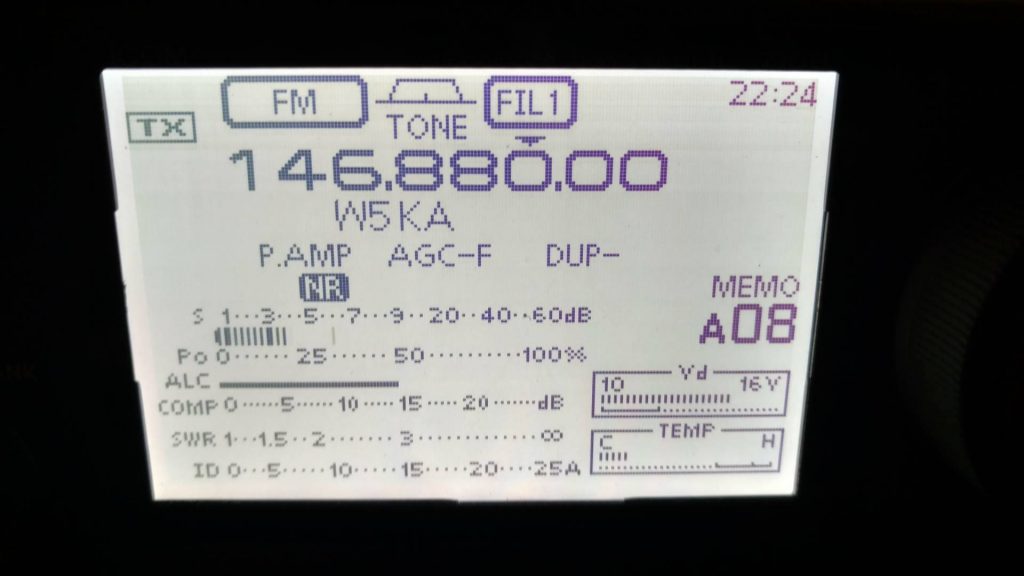 FM FIL1 22:24
TX TONE
146.880.00
W5KA
P.AMP AGC-F DUP-
NR MEMO
A08
S 1··3··5··7··9··20··40··60dB
Po 0······25······50·········100%
ALC
COMP 0·····5·····10·····15·····20·····dB
SWR 1···1.5··2·······3············∞
ID 0···5······10·····15·····20····25A
Vd
10 16V
TEMP
C H